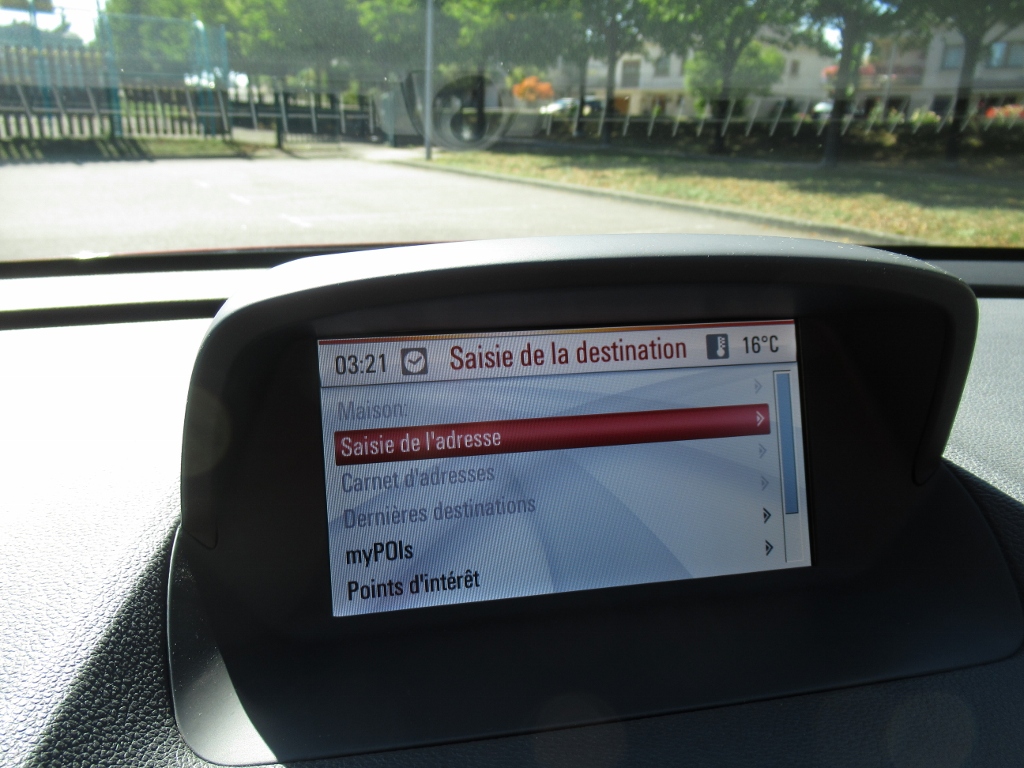 03:21 Saisie de la destination 16°C
Maison:
Saisie de l'adresse
Carnet d'adresses
Dernières destinations
myPOIs
Points d'intérêt